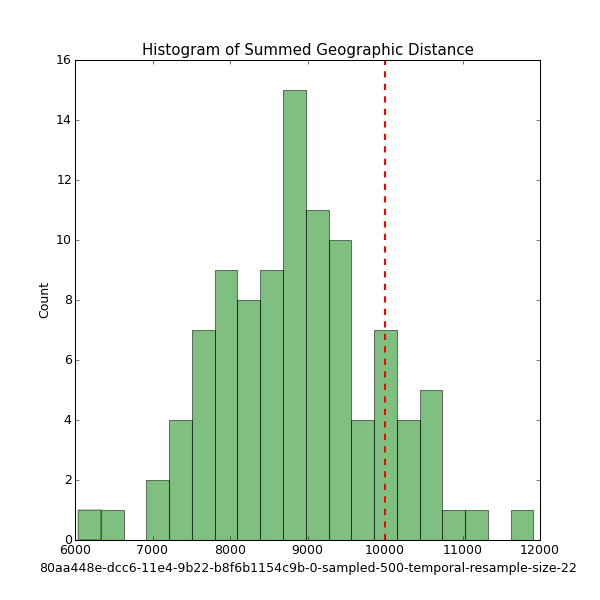 Histogram of Summed Geographic Distance
16
14
12
10
8
6
4
2
0
Count
6000 7000 8000 9000 10000 11000 12000
80aa448e-dcc6-11e4-9b22-b8f6b1154c9b-0-sampled-500-temporal-resample-size-22